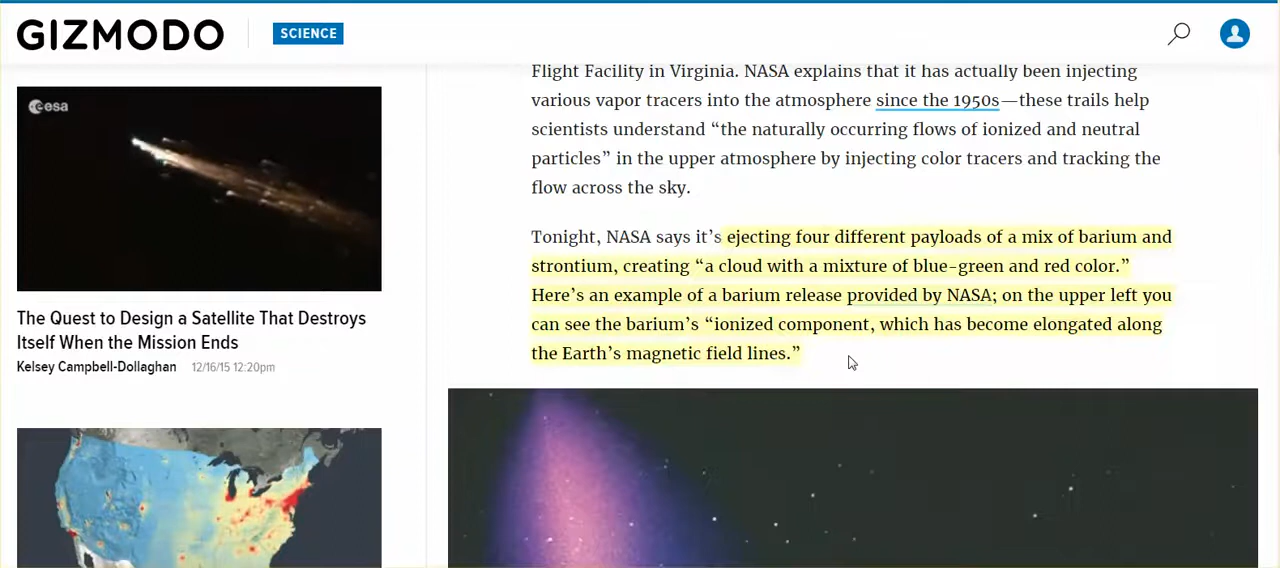 GIZMODO
SCIENCE
esa
The Quest to Design a Satellite That Destroys
Itself When the Mission Ends
Kelsey Campbell-Dollaghan 12/16/15 12:20pm
Flight Facility in Virginia. NASA explains that it has actually been injecting
various vapor tracers into the atmosphere since the 1950s—these trails help
scientists understand “the naturally occurring flows of ionized and neutral
particles” in the upper atmosphere by injecting color tracers and tracking the
flow across the sky.
Tonight, NASA says it’s ejecting four different payloads of a mix of barium and
strontium, creating “a cloud with a mixture of blue-green and red color.”
Here’s an example of a barium release provided by NASA; on the upper left you
can see the barium’s “ionized component, which has become elongated along
the Earth’s magnetic field lines.”